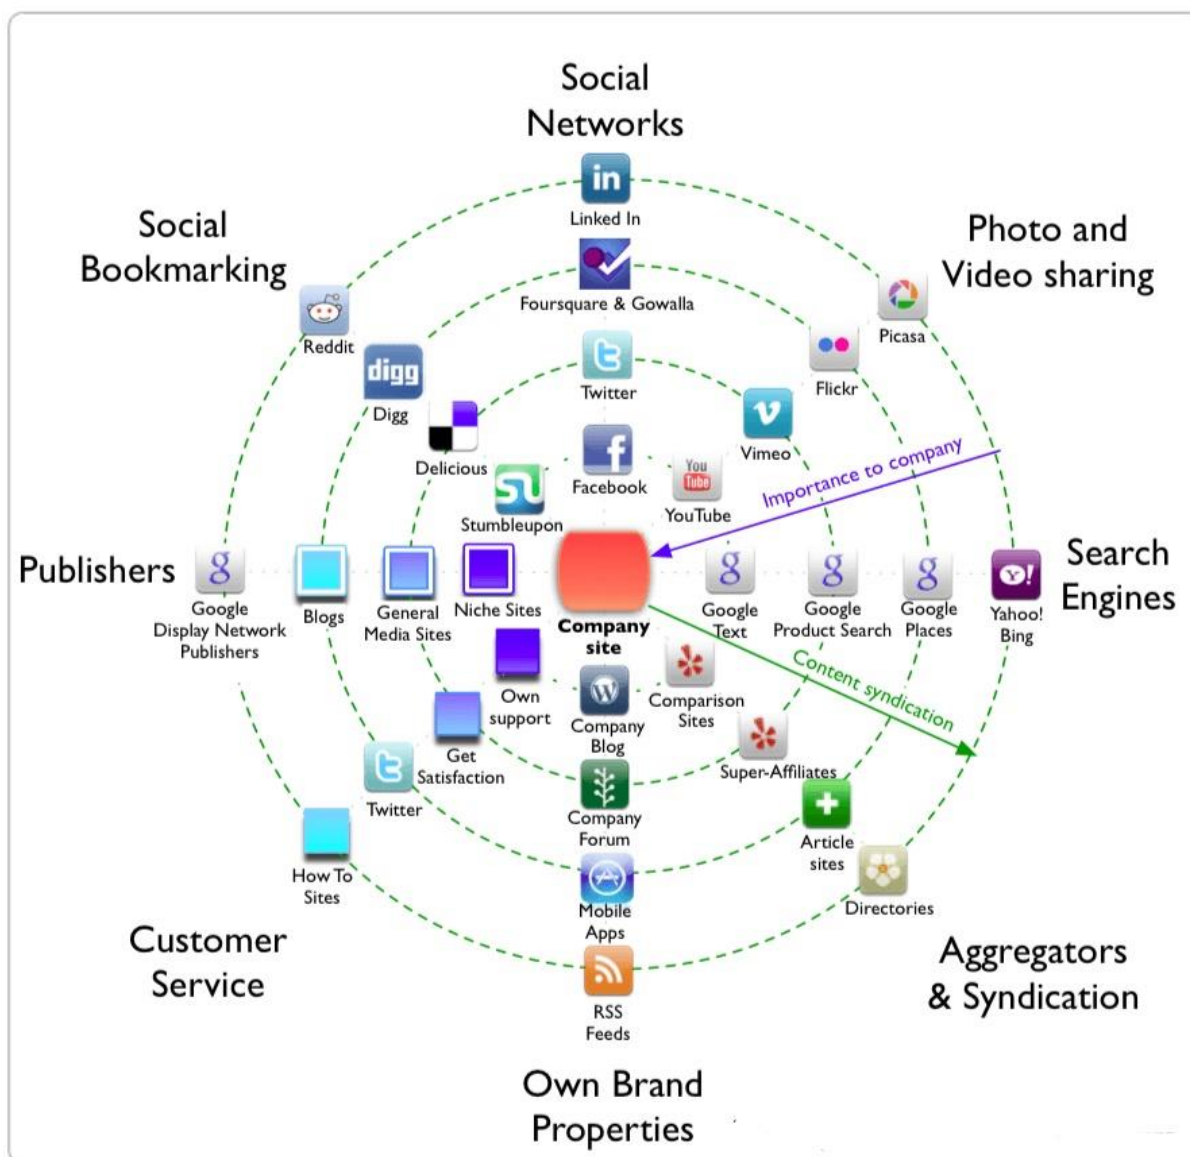 Social
Networks
in
Linked In
Social
Bookmarking
Photo and
Video sharing
Foursquare & Gowalla
Reddit
Picasa
digg
Digg
t
Twitter
Flickr
Delicious
f
Facebook
v
Vimeo
You
Tube
YouTube
Importance to company
Stumbleupon
Publishers
g
Google
Display Network
Publishers
Blogs
General
Media Sites
Niche Sites
Company
site
g
Google
Text
g
Google
Product Search
g
Google
Places
Y!
Yahoo!
Bing
Search
Engines
Content syndication
Own
support
W
Company
Blog
Comparison
Sites
Get
Satisfaction
Super-Affiliates
t
Twitter
Company
Forum
Article
sites
How To
Sites
Mobile
Apps
Directories
Customer
Service
RSS
Feeds
Aggregators
& Syndication
Own Brand
Properties